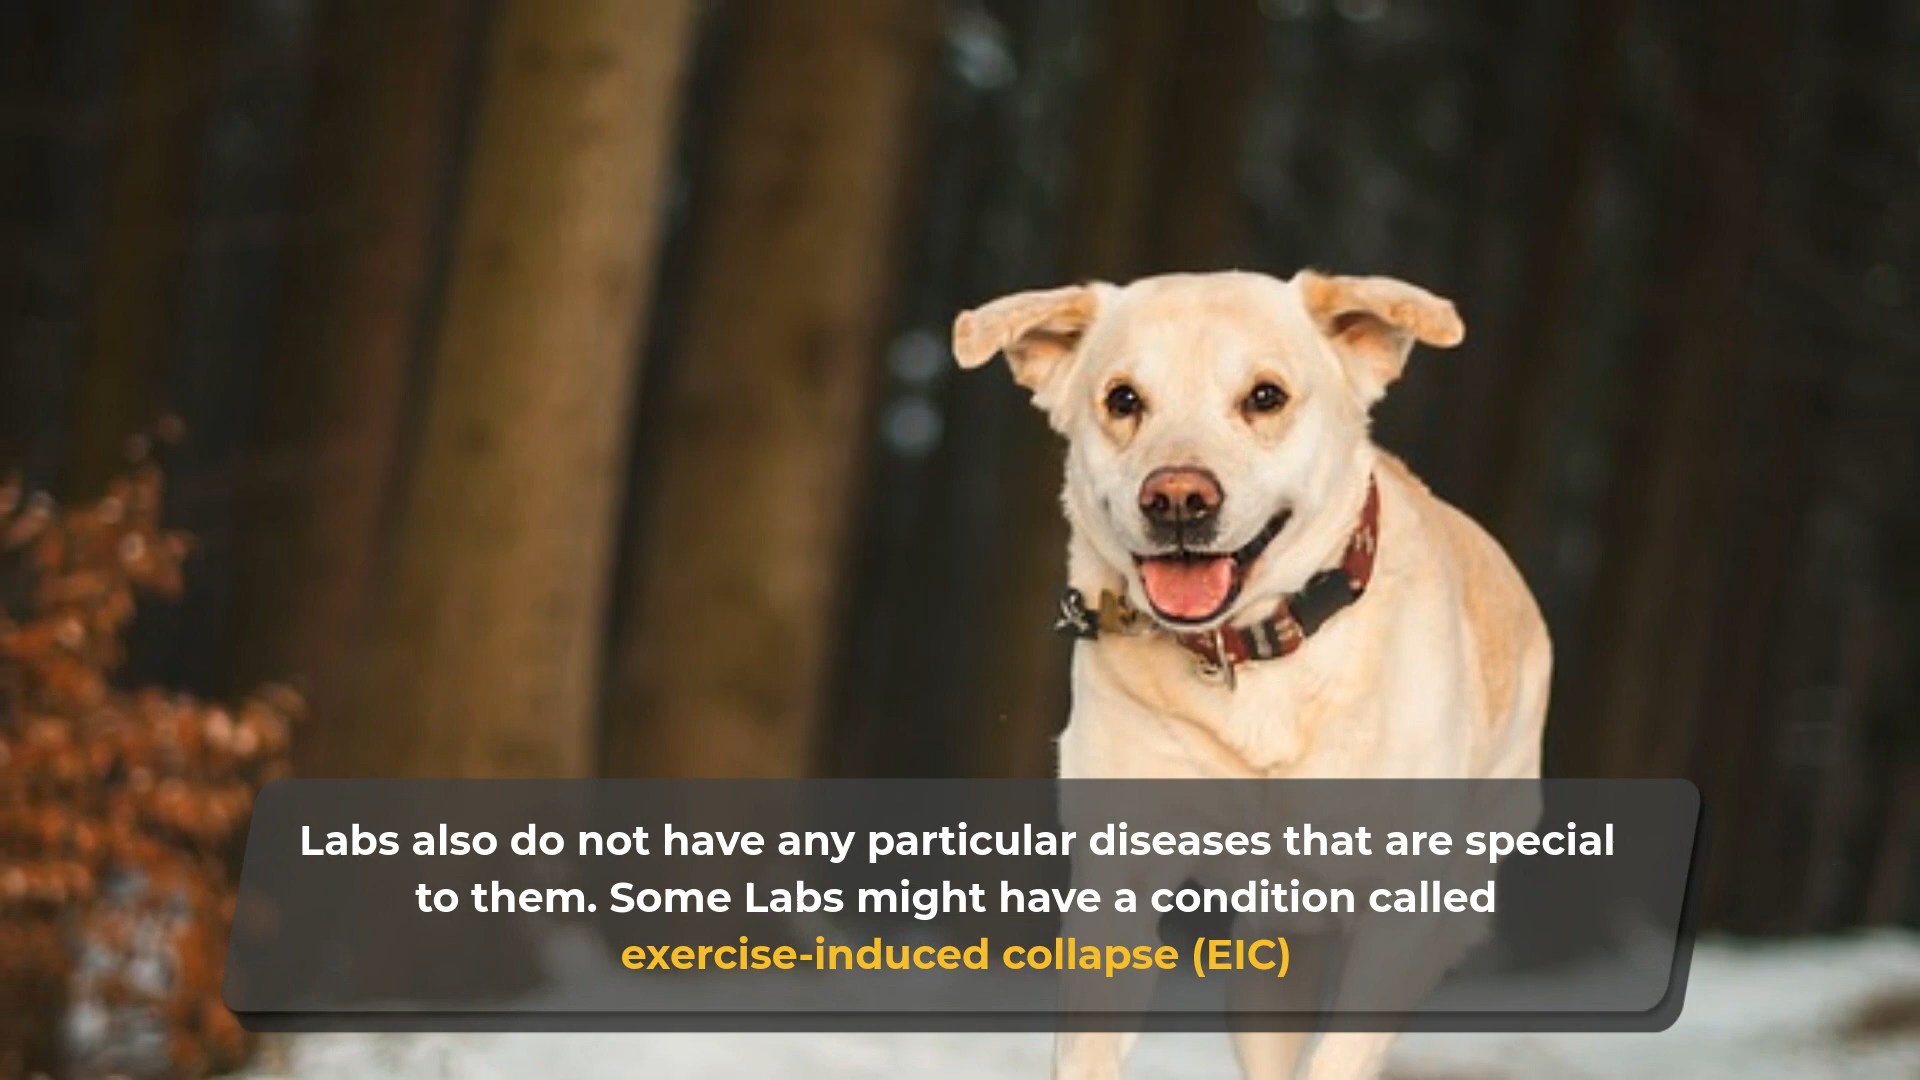 Labs also do not have any particular diseases that are special
to them. Some Labs might have a condition called
exercise-induced collapse (EIC)